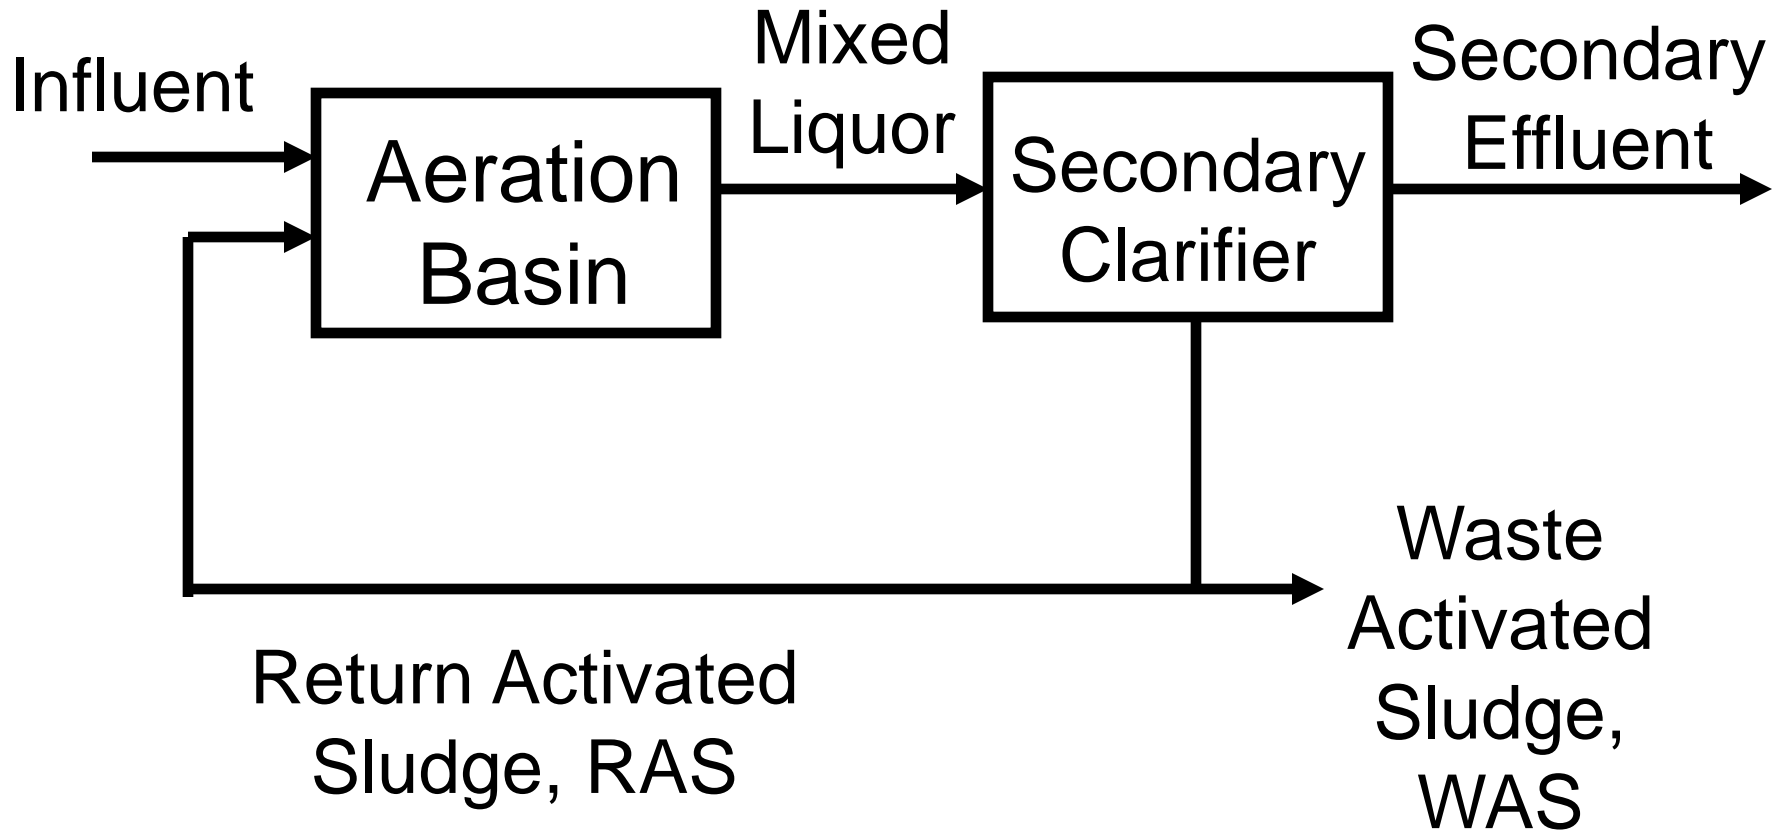 Influent
Aeration
Basin
Mixed
Liquor
Secondary
Clarifier
Secondary
Effluent
Return Activated
Sludge, RAS
Waste
Activated
Sludge,
WAS